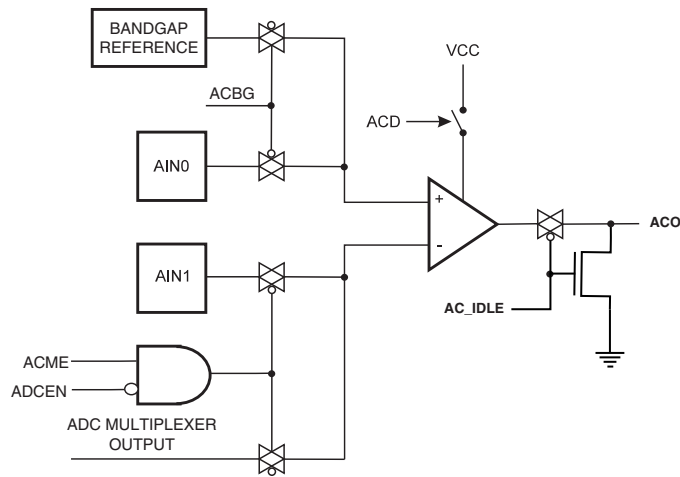 BANDGAP
REFERENCE
VCC
ACBG
ACD
AIN0
+
-
ACO
AIN1
AC_IDLE
ACME
ADCEN
ADC MULTIPLEXER
OUTPUT